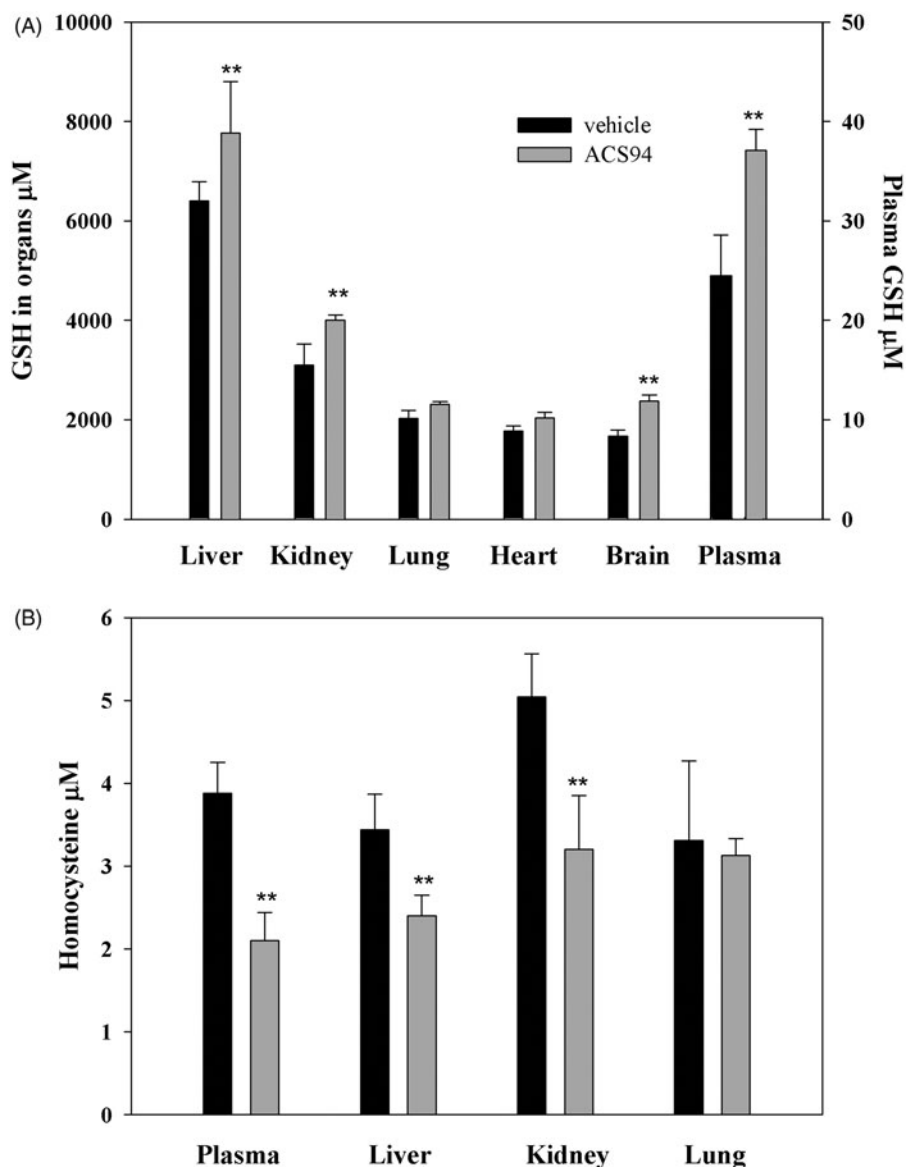 (A)
10000
8000
6000
4000
2000
0
GSH in organs µM
**
**
**
**
vehicle
ACS94
50
40
30
20
10
0
Plasma GSH µM
Liver Kidney Lung Heart Brain Plasma
(B)
6
5
4
3
2
1
0
Homocysteine µM
**
**
**
Plasma Liver Kidney Lung